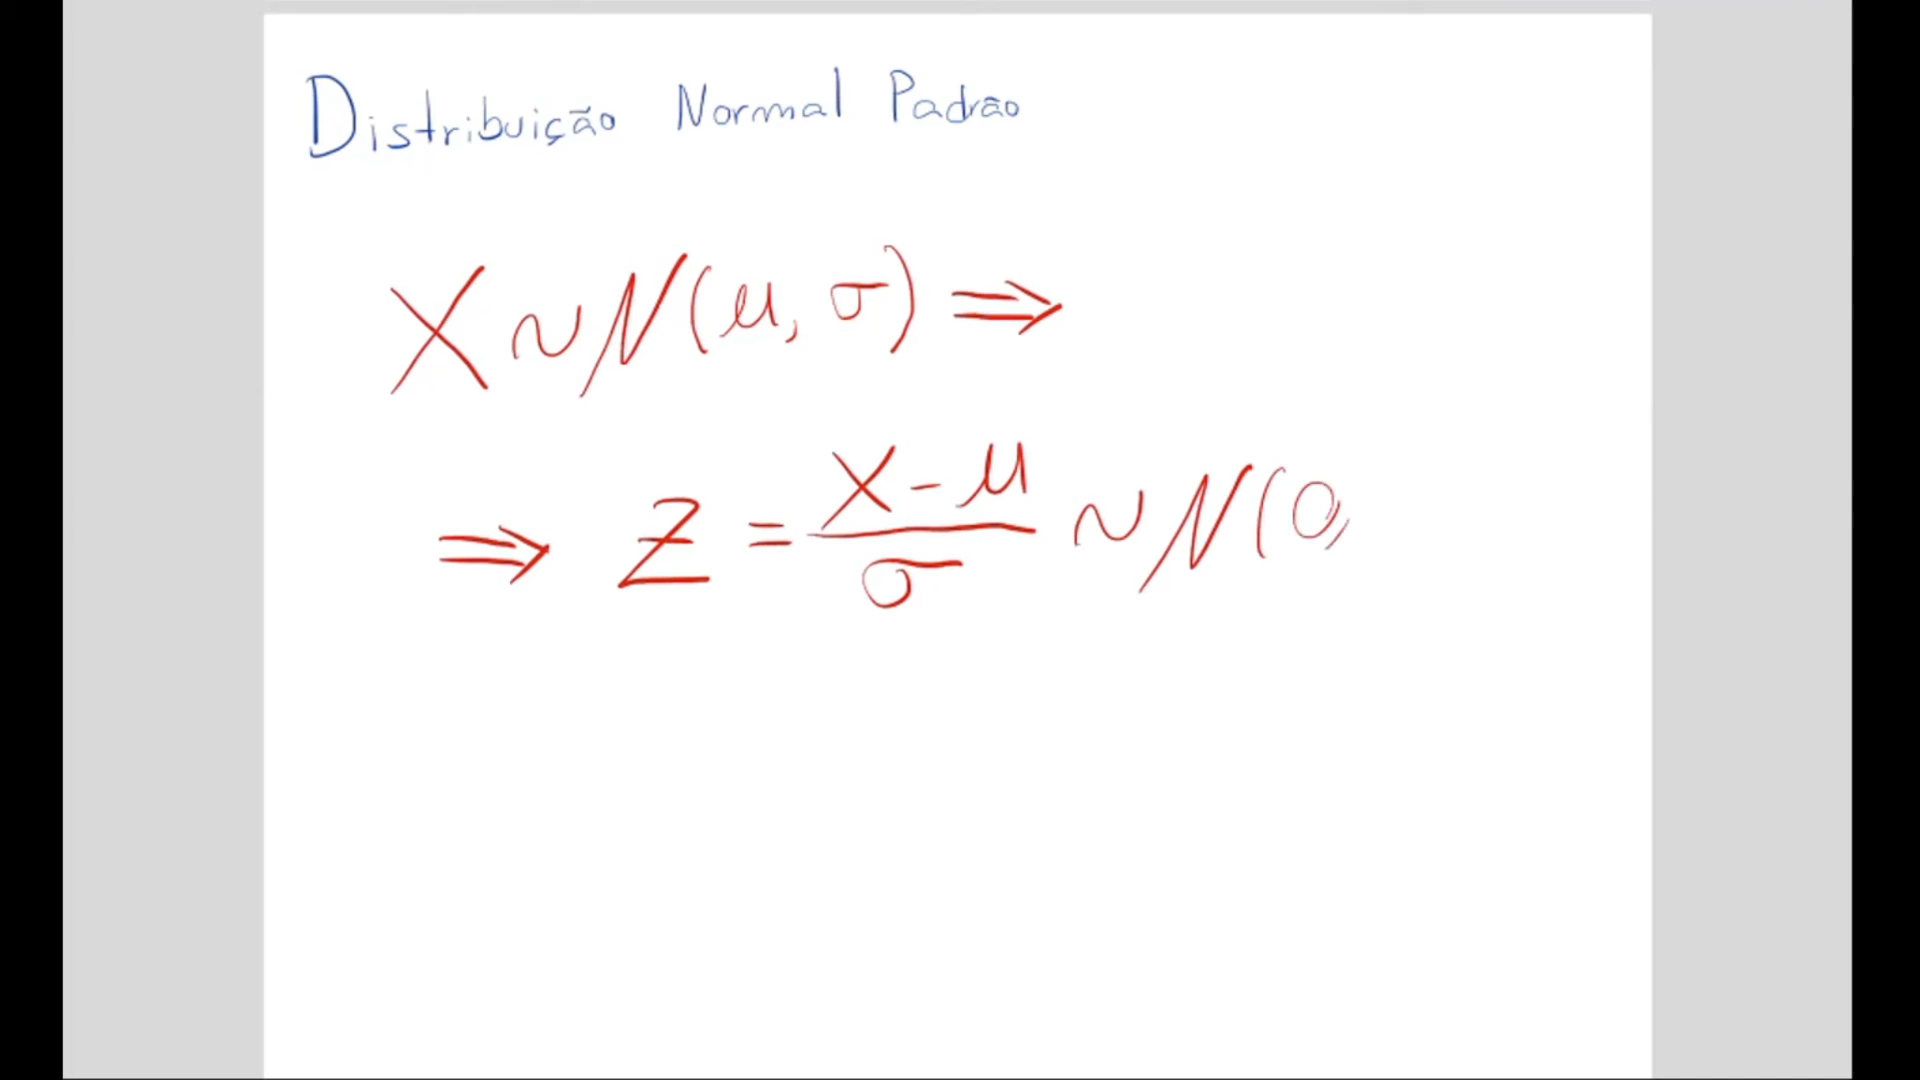 Distribuição Normal Padrão
X ~ N(μ, σ) ⇒
⇒ Z = (X - μ)/σ ~ N(0,